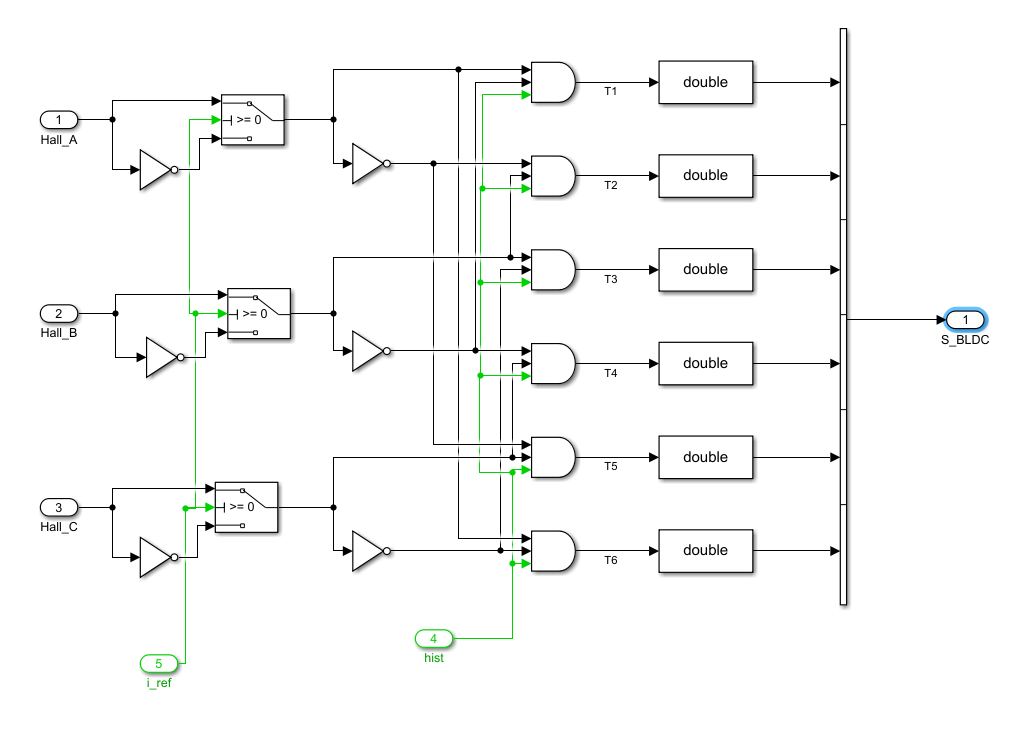 double
T1
1
Hall_A
>= 0
double
T2
double
T3
2
Hall_B
>= 0
1
S_BLDC
double
T4
double
T5
3
Hall_C
>= 0
double
T6
4
hist
5
i_ref